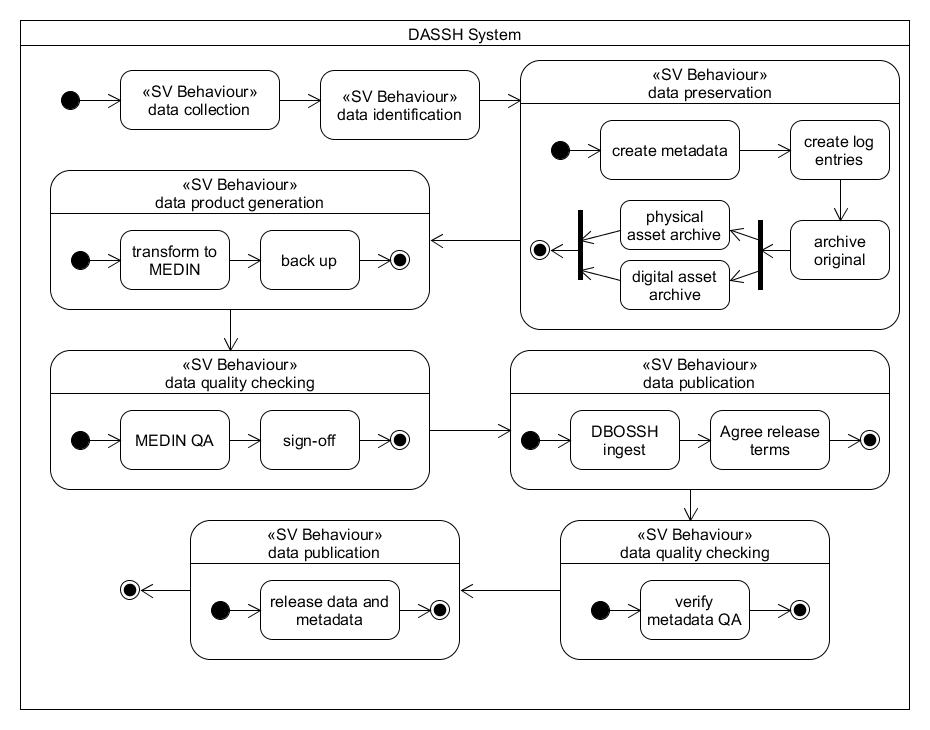 DASSH System
«SV Behaviour»
data collection
«SV Behaviour»
data identification
«SV Behaviour»
data preservation
create metadata
create log
entries
archive
original
physical
asset archive
digital asset
archive
«SV Behaviour»
data product generation
transform to
MEDIN
back up
«SV Behaviour»
data quality checking
MEDIN QA
sign-off
«SV Behaviour»
data publication
DBOSSH
ingest
Agree release
terms
«SV Behaviour»
data quality checking
verify
metadata QA
«SV Behaviour»
data publication
release data and
metadata